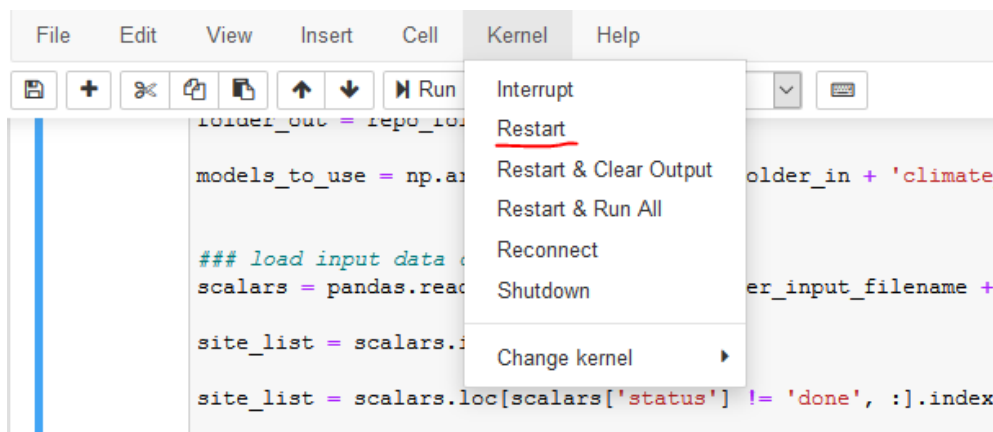 File Edit View Insert Cell Kernel Help
Run
Interrupt
Restart
Restart & Clear Output
Restart & Run All
Reconnect
Shutdown
Change kernel
folder_out = repo_fol
models_to_use = np.ar older_in + 'climate
### load input data
scalars = pandas.read er_input_filename +
site_list = scalars.i
site_list = scalars.loc[scalars['status'] != 'done', :].index